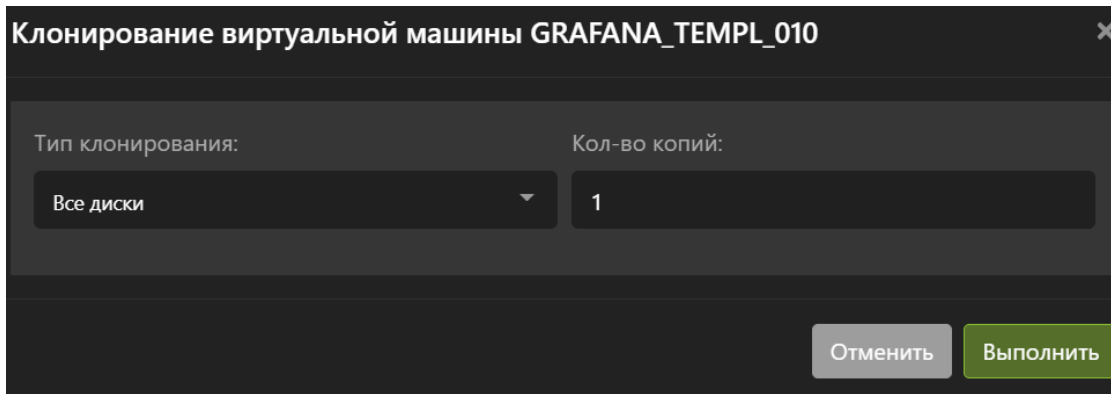 Клонирование виртуальной машины GRAFANA_TEMPL_010
Тип клонирования: Кол-во копий:
Все диски 1
Отменить Выполнить